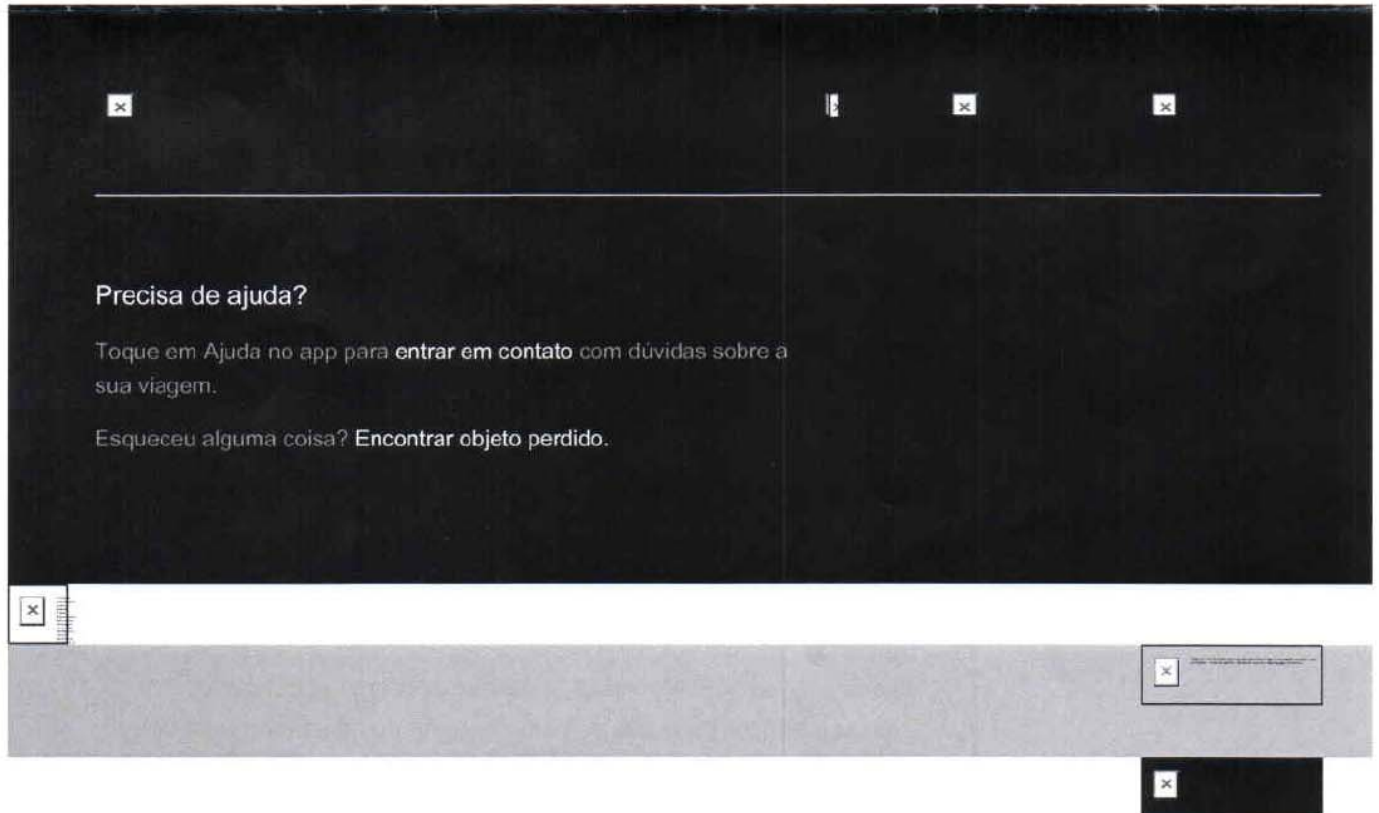 Precisa de ajuda?
Toque em Ajuda no app para entrar em contato com dúvidas sobre a
sua viagem.
Esqueceu alguma coisa? Encontrar objeto perdido.